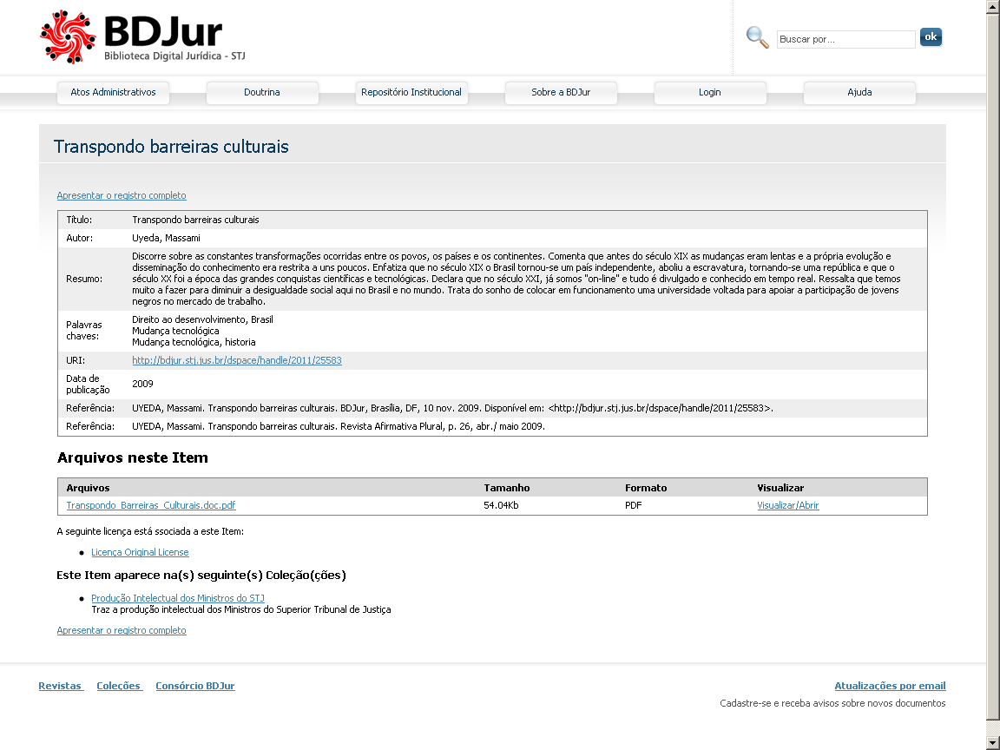 BDJur
Biblioteca Digital Jurídica - STJ
Buscar por...
ok
Atos Administrativos
Doutrina
Repositório Institucional
Sobre a BDJur
Login
Ajuda
Transpondo barreiras culturais
Apresentar o registro completo
Título: Transpondo barreiras culturais
Autor: Uyeda, Massami
Resumo:
Discorre sobre as constantes transformações ocorridas entre os povos, os países e os continentes. Comenta que antes do século XIX as mudanças eram lentas e a própria evolução e
disseminação do conhecimento era restrita a uns poucos. Enfatiza que no século XIX o Brasil tornou-se um país independente, aboliu a escravatura, tornando-se uma república e que o
século XX foi a época das grandes conquistas científicas e tecnológicas. Declara que no século XXI, já somos "on-line" e tudo é divulgado e conhecido em tempo real. Ressalta que temos
muito a fazer para diminuir a desigualdade social aqui no Brasil e no mundo. Trata do sonho de colocar em funcionamento uma universidade voltada para apoiar a participação de jovens
negros no mercado de trabalho.
Palavras
chaves:
Direito ao desenvolvimento, Brasil
Mudança tecnológica
Mudança tecnológica, historia
URI: http://bdjur.stj.jus.br/dspace/handle/2011/25583
Data de
publicação
2009
Referência: UYEDA, Massami. Transpondo barreiras culturais. BDJur, Brasília, DF, 10 nov. 2009. Disponível em: <http://bdjur.stj.jus.br/dspace/handle/2011/25583>.
Referência: UYEDA, Massami. Transpondo barreiras culturais. Revista Afirmativa Plural, p. 26, abr./ maio 2009.
Arquivos neste Item
Arquivos Tamanho Formato Visualizar
Transpondo_Barreiras_Culturais.doc.pdf 54.04Kb PDF Visualizar/Abrir
A seguinte licença está ssociada a este Item:
Licença Original License
Este Item aparece na(s) seguinte(s) Coleção(ções)
Produção Intelectual dos Ministros do STJ
Traz a produção intelectual dos Ministros do Superior Tribunal de Justiça
Apresentar o registro completo
Revistas Coleções Consórcio BDJur
Atualizações por email
Cadastre-se e receba avisos sobre novos documentos